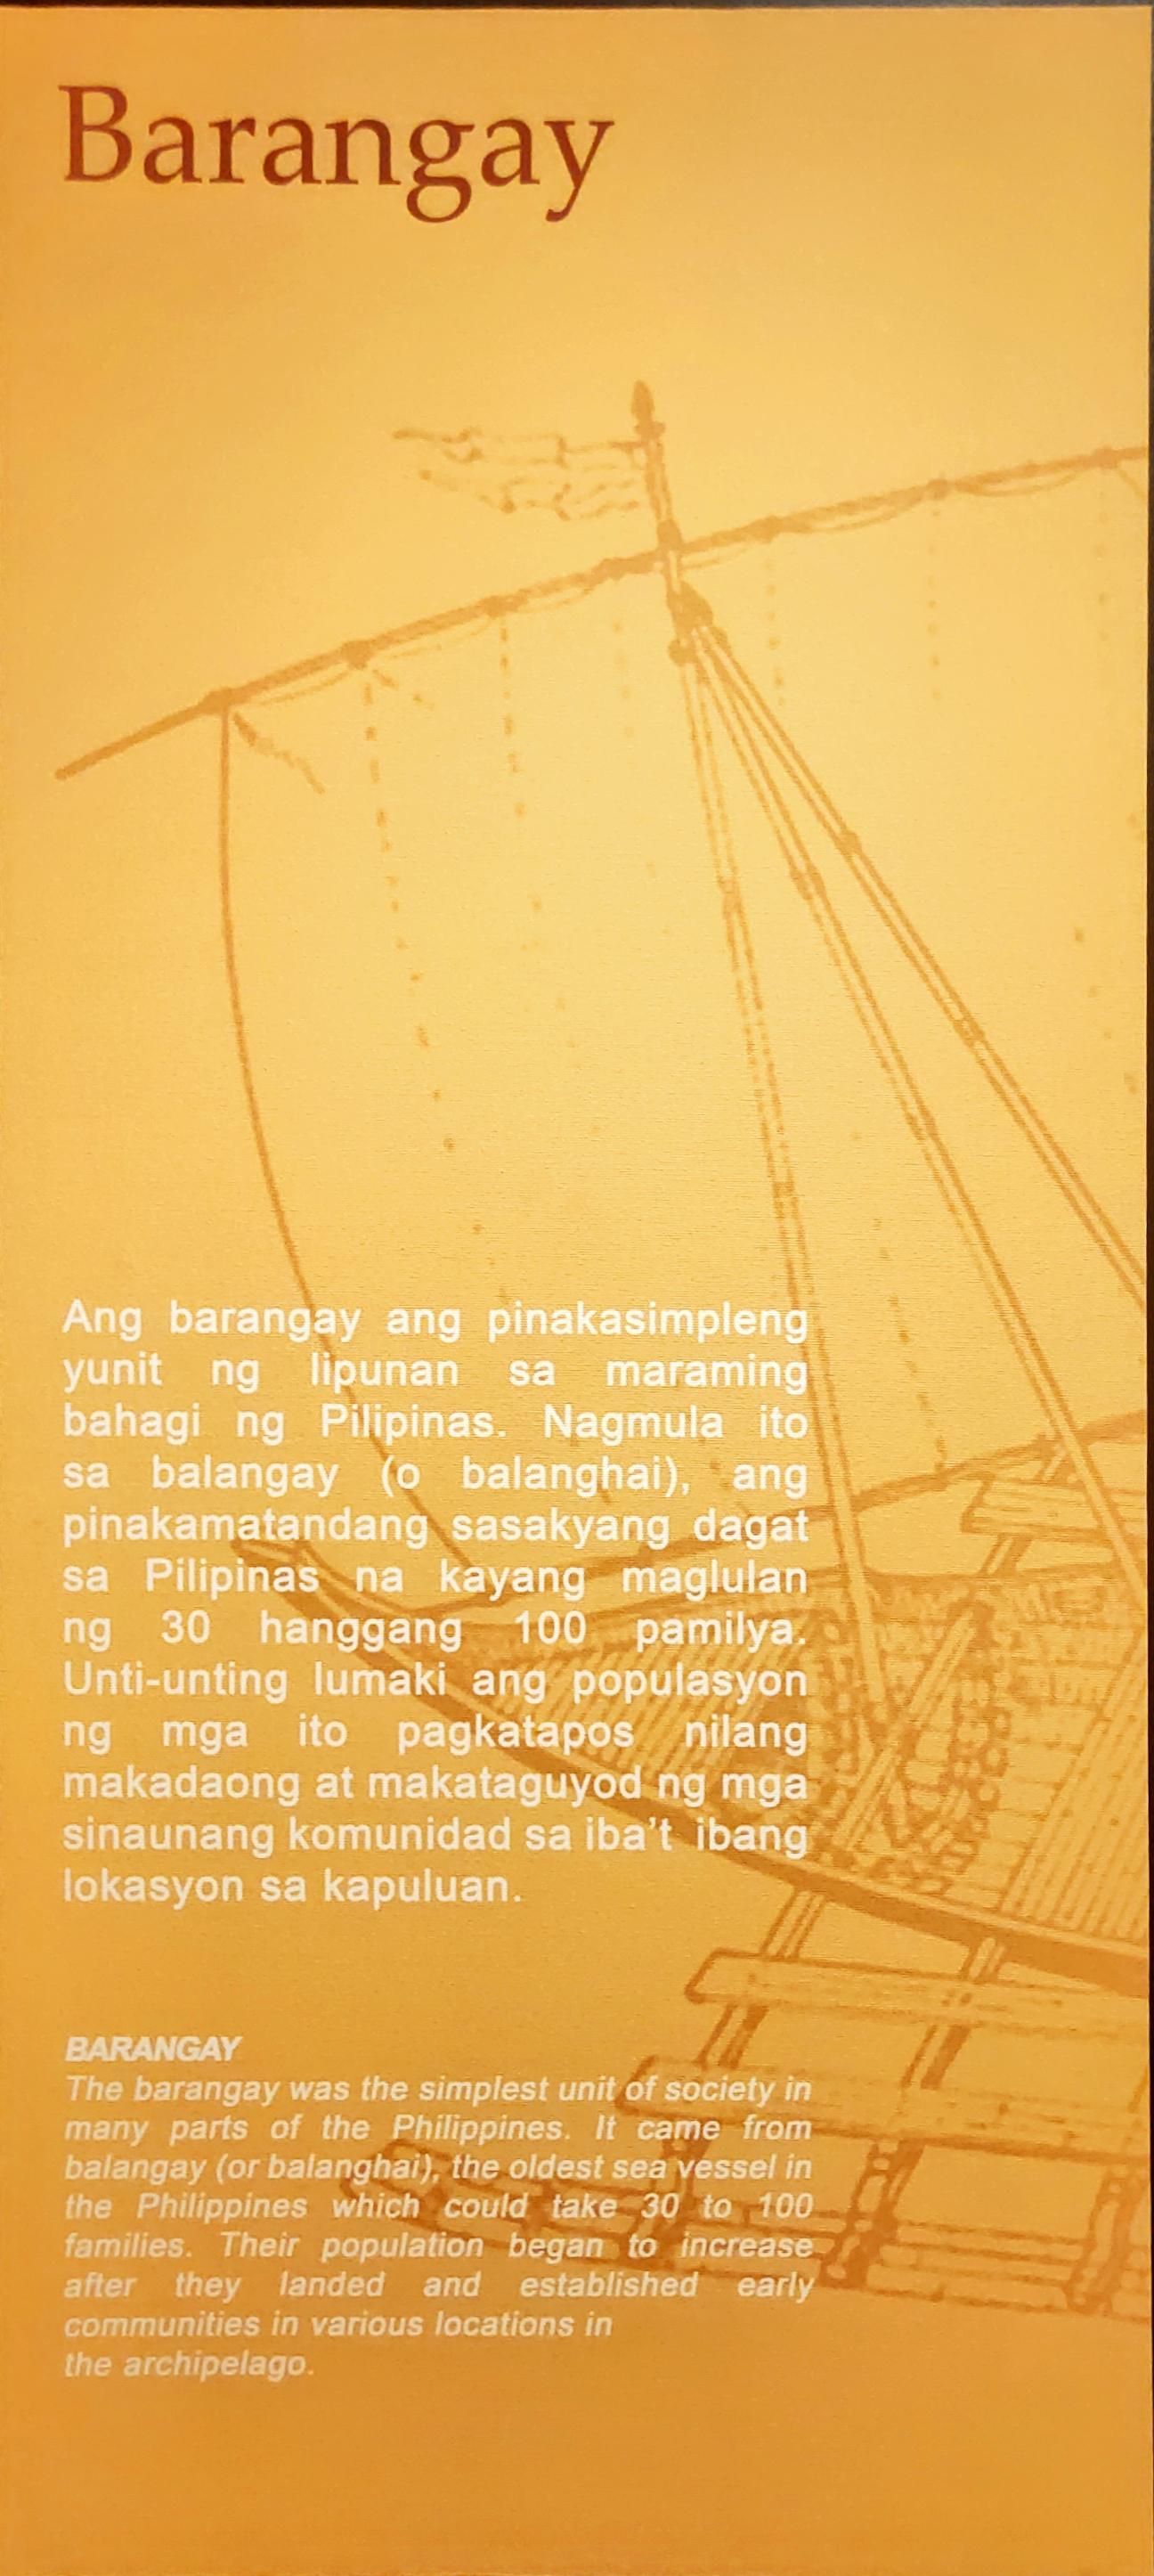 Barangay
Ang barangay ang pinakasimpleng
yunit ng lipunan sa maraming
bahagi ng Pilipinas. Nagmula ito
sa balangay (o balanghai), ang
pinakamatandang sasakyang dagat
sa Pilipinas na kayang maglulan
ng 30 hanggang 100 pamilya.
Unti-unting lumaki ang populasyon
ng mga ito pagkatapos nilang
makadaong at makataguyod ng mga
sinaunang komunidad sa iba't ibang
lokasyon sa kapuluan.
BARANGAY
The barangay was the simplest unit of society in
many parts of the Philippines. It came from
balangay (or balanghai), the oldest sea vessel in
the Philippines which could take 30 to 100
families. Their population began to increase
after they landed and established early
communities in various locations in
the archipelago.